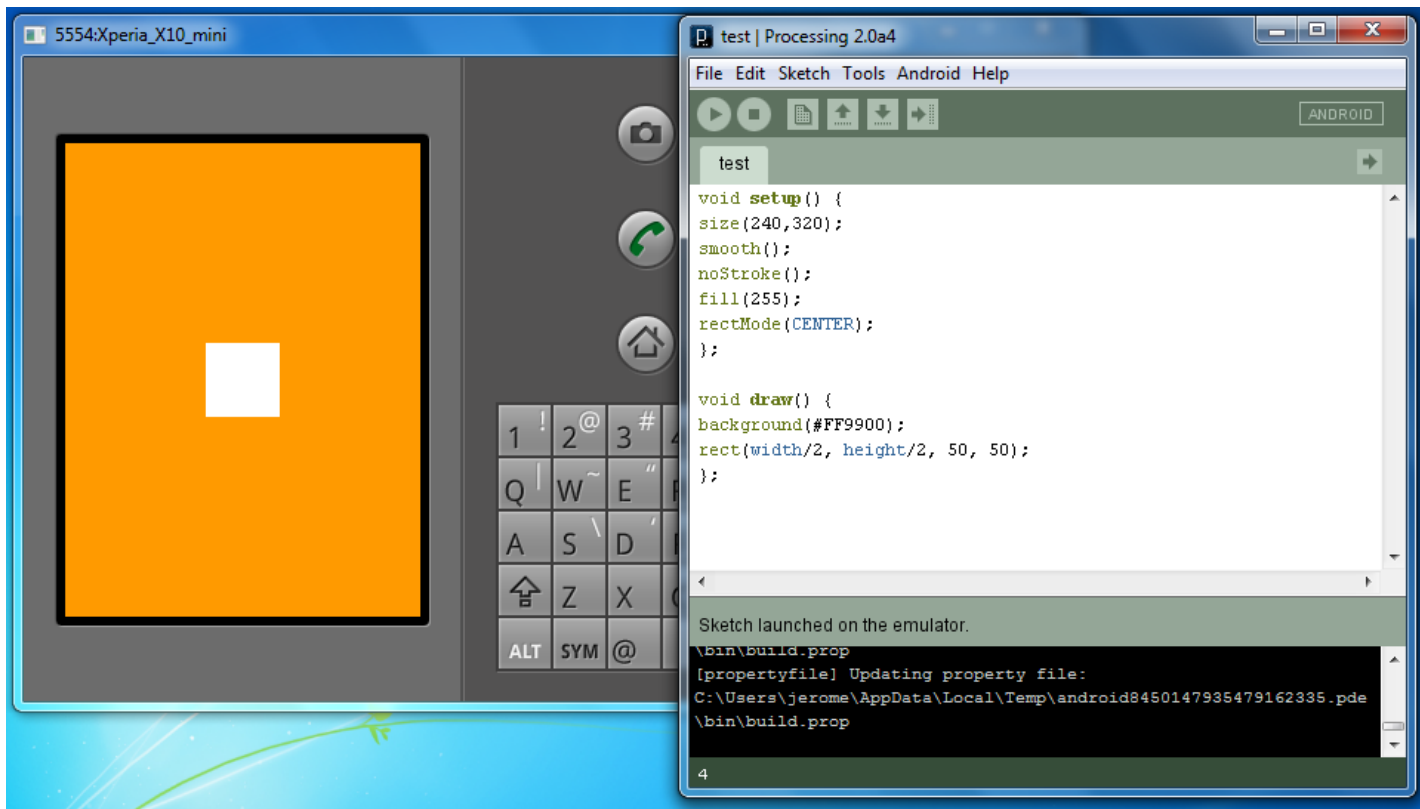 5554:Xperia_X10_mini
1 ! 2 @ 3 #
Q | W ~ E “
A S \ D ‘
Z X
ALT SYM @
test | Processing 2.0a4
File Edit Sketch Tools Android Help
ANDROID
test
void setup() {
size(240,320);
smooth();
noStroke();
fill(255);
rectMode(CENTER);
};
void draw() {
background(#FF9900);
rect(width/2, height/2, 50, 50);
};
Sketch launched on the emulator.
\bin\build.prop
[propertyfile] Updating property file:
C:\Users\jerome\AppData\Local\Temp\android8450147935479162335.pde
\bin\build.prop
4